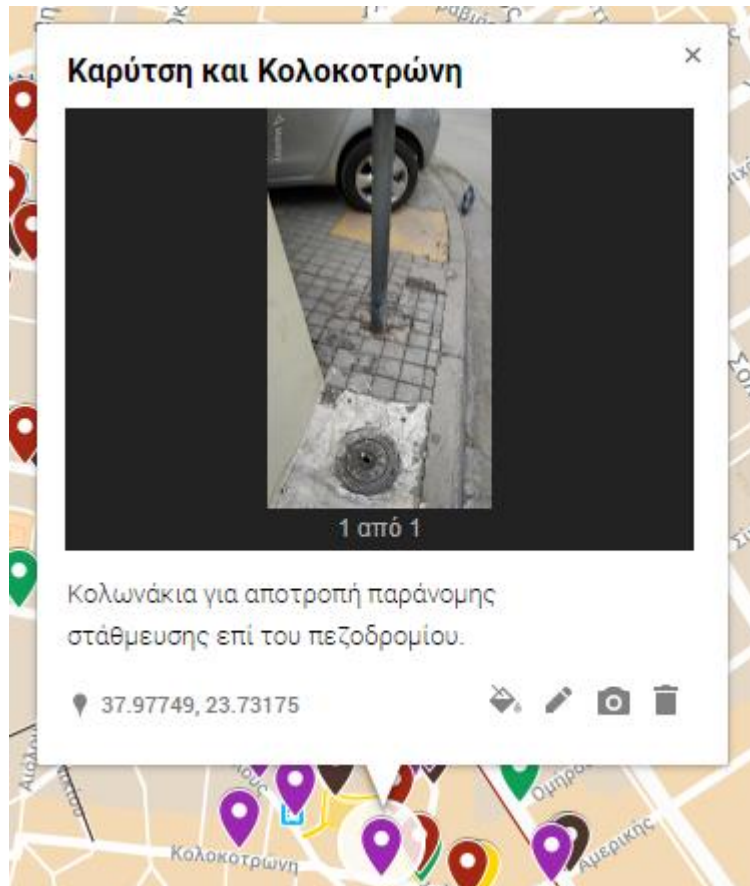 Καρύτση και Κολοκοτρώνη
1 από 1
Κολωνάκια για αποτροπή παράνομης
στάθμευσης επί του πεζοδρομίου.
37.97749, 23.73175
Κολοκοτρώνη
Αμερικής